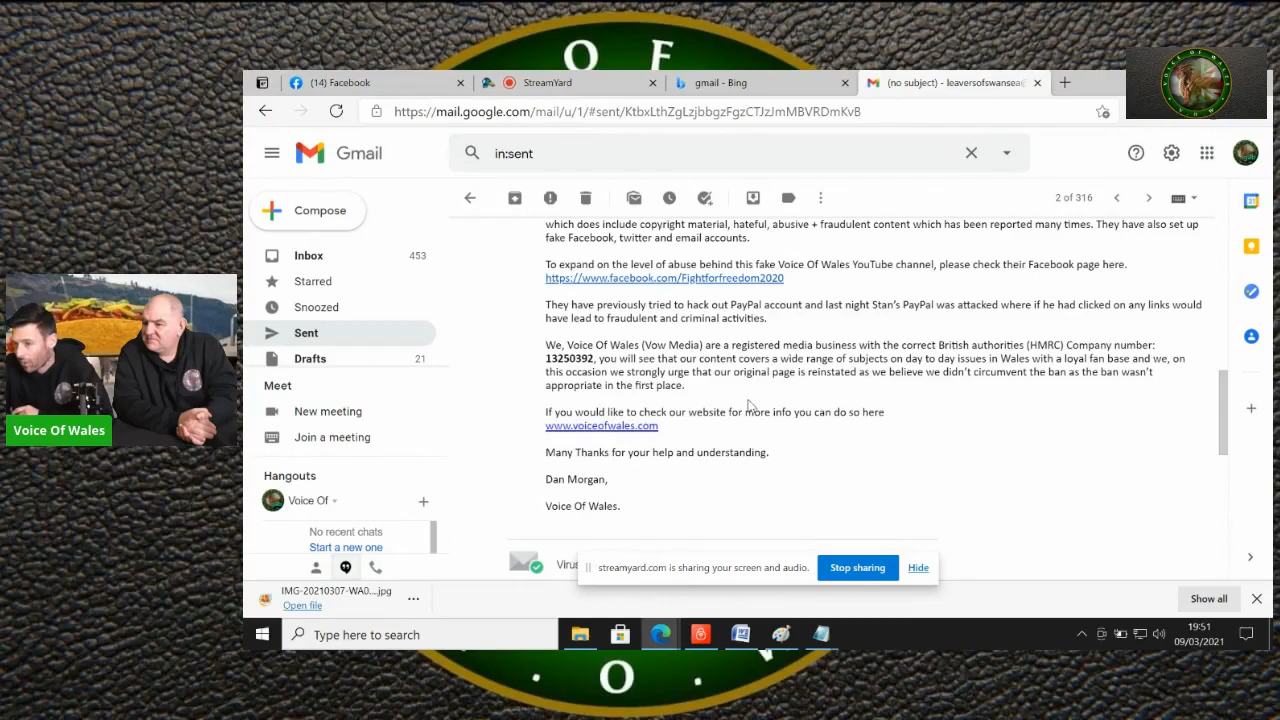 O F
VOICE OF WALES
(14) Facebook
StreamYard
gmail - Bing
(no subject) - leaversofswansea
https://mail.google.com/mail/u/1/#sent/KtbxLthZgLzjbbgzFgzCTJzJmMBVRDmKvB
Gmail
in:sent
Compose
2 of 316
which does include copyright material, hateful, abusive + fraudulent content which has been reported many times. They have also set up
fake Facebook, twitter and email accounts.
Inbox 453
To expand on the level of abuse behind this fake Voice Of Wales YouTube channel, please check their Facebook page here.
https://www.facebook.com/Fightforfreedom2020
Starred
Snoozed
They have previously tried to hack out PayPal account and last night Stan's PayPal was attacked where if he had clicked on any links would
have lead to fraudulent and criminal activities.
Sent
Drafts 21
We, Voice Of Wales (Vow Media) are a registered media business with the correct British authorities (HMRC) Company number:
13250392, you will see that our content covers a wide range of subjects on day to day issues in Wales with a loyal fan base and we, on
this occasion we strongly urge that our original page is reinstated as we believe we didn't circumvent the ban as the ban wasn't
appropriate in the first place.
Meet
New meeting
Join a meeting
If you would like to check our website for more info you can do so here
www.voiceofwales.com
Many Thanks for your help and understanding.
Dan Morgan,
Voice Of Wales.
Voice Of Wales
Hangouts
Voice Of
No recent chats
Start a new one
Virus
streamyard.com is sharing your screen and audio.
Stop sharing
Hide
IMG-20210307-WA0....jpg
Open file
Show all
Type here to search
19:51
09/03/2021
O